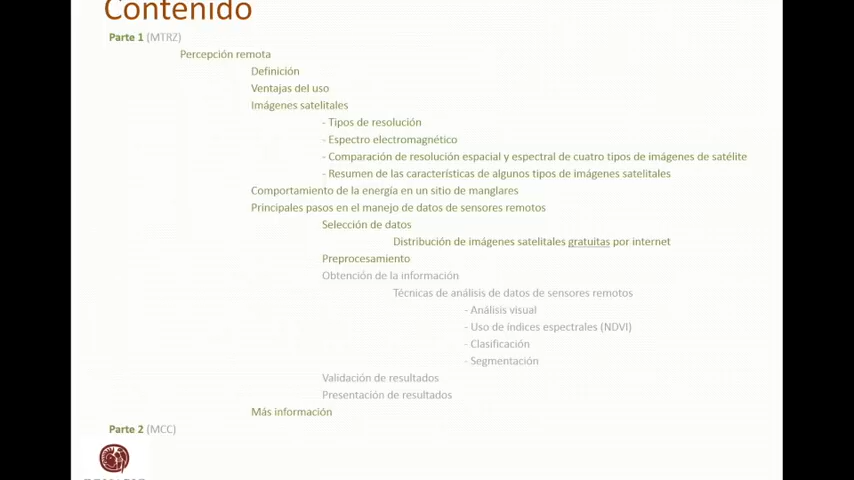 Contenido
Parte 1 (MTRZ)
Percepción remota
Definición
Ventajas del uso
Imágenes satelitales
- Tipos de resolución
- Espectro electromagnético
- Comparación de resolución espacial y espectral de cuatro tipos de imágenes de satélite
- Resumen de las características de algunos tipos de imágenes satelitales
Comportamiento de la energía en un sitio de manglares
Principales pasos en el manejo de datos de sensores remotos
Selección de datos
Distribución de imágenes satelitales gratuitas por internet
Preprocesamiento
Obtención de la información
Técnicas de análisis de datos de sensores remotos
- Análisis visual
- Uso de índices espectrales (NDVI)
- Clasificación
- Segmentación
Validación de resultados
Presentación de resultados
Más información
Parte 2 (MCC)